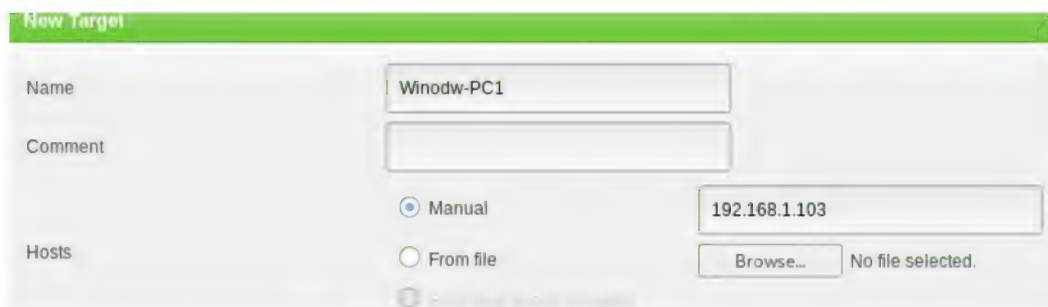 New Target
Name
Winodw-PC1
Comment
Manual
192.168.1.103
Hosts
From file
Browse...
No file selected.